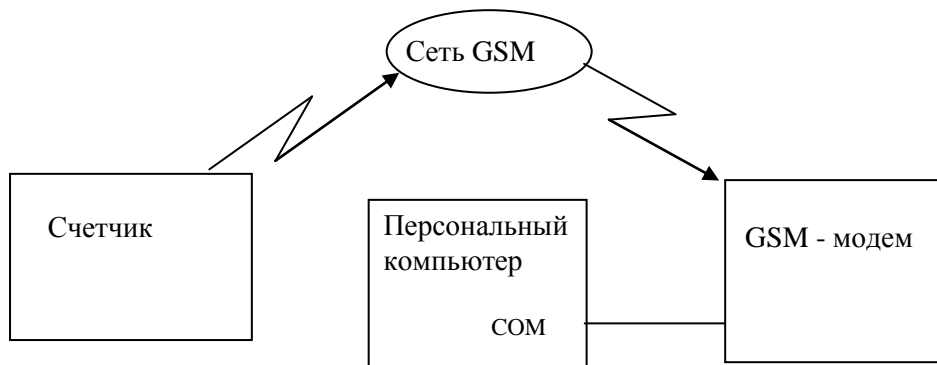 Сеть GSM
Счетчик
Персональный
компьютер
COM
GSM - модем